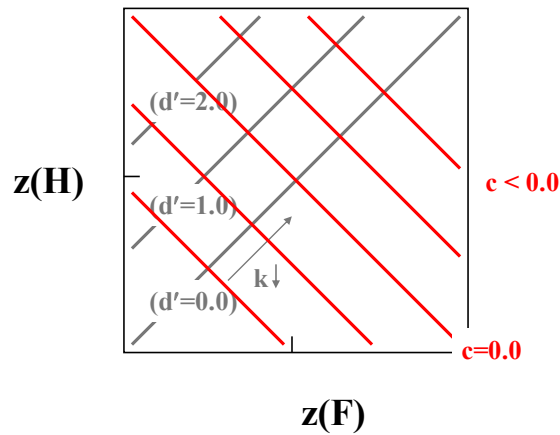 (d′=2.0)
z(H)
c < 0.0
(d′=1.0)
k↓
(d′=0.0)
c=0.0
z(F)